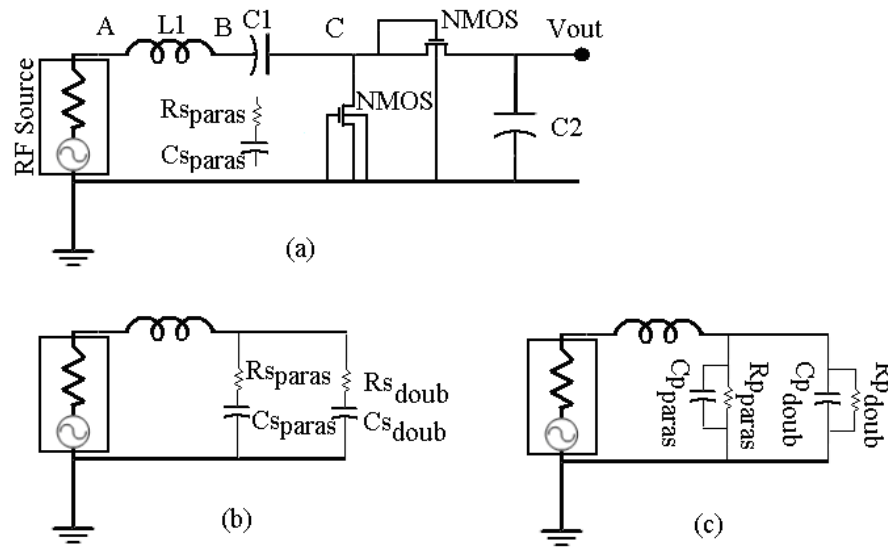 A L1 B C1 C NMOS Vout
RF Source
Rsparas
Csparas
NMOS
C2
(a)
Rsparas
Csparas
Rsdoub
Csdoub
(b)
Cpparas
Rpparas
Cpdoub
Rpdoub
(c)